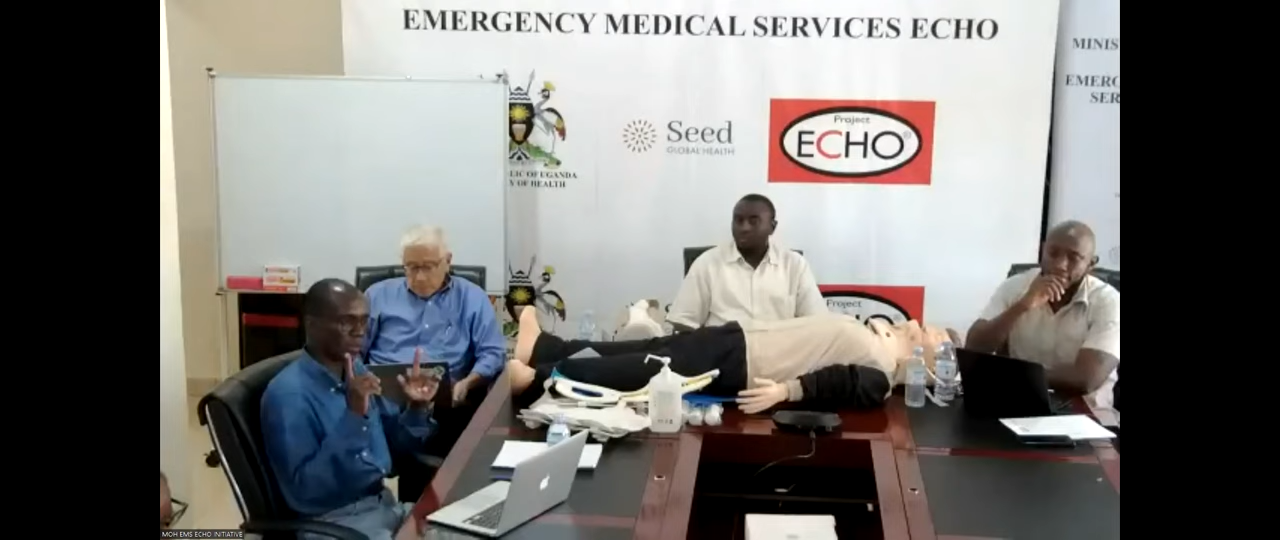 EMERGENCY MEDICAL SERVICES ECHO
MINIS
EMERG
SER
Seed
GLOBAL HEALTH
Project
ECHO
LIC OF UGANDA
Y OF HEALTH
Project
MOH EMS ECHO INITIATIVE